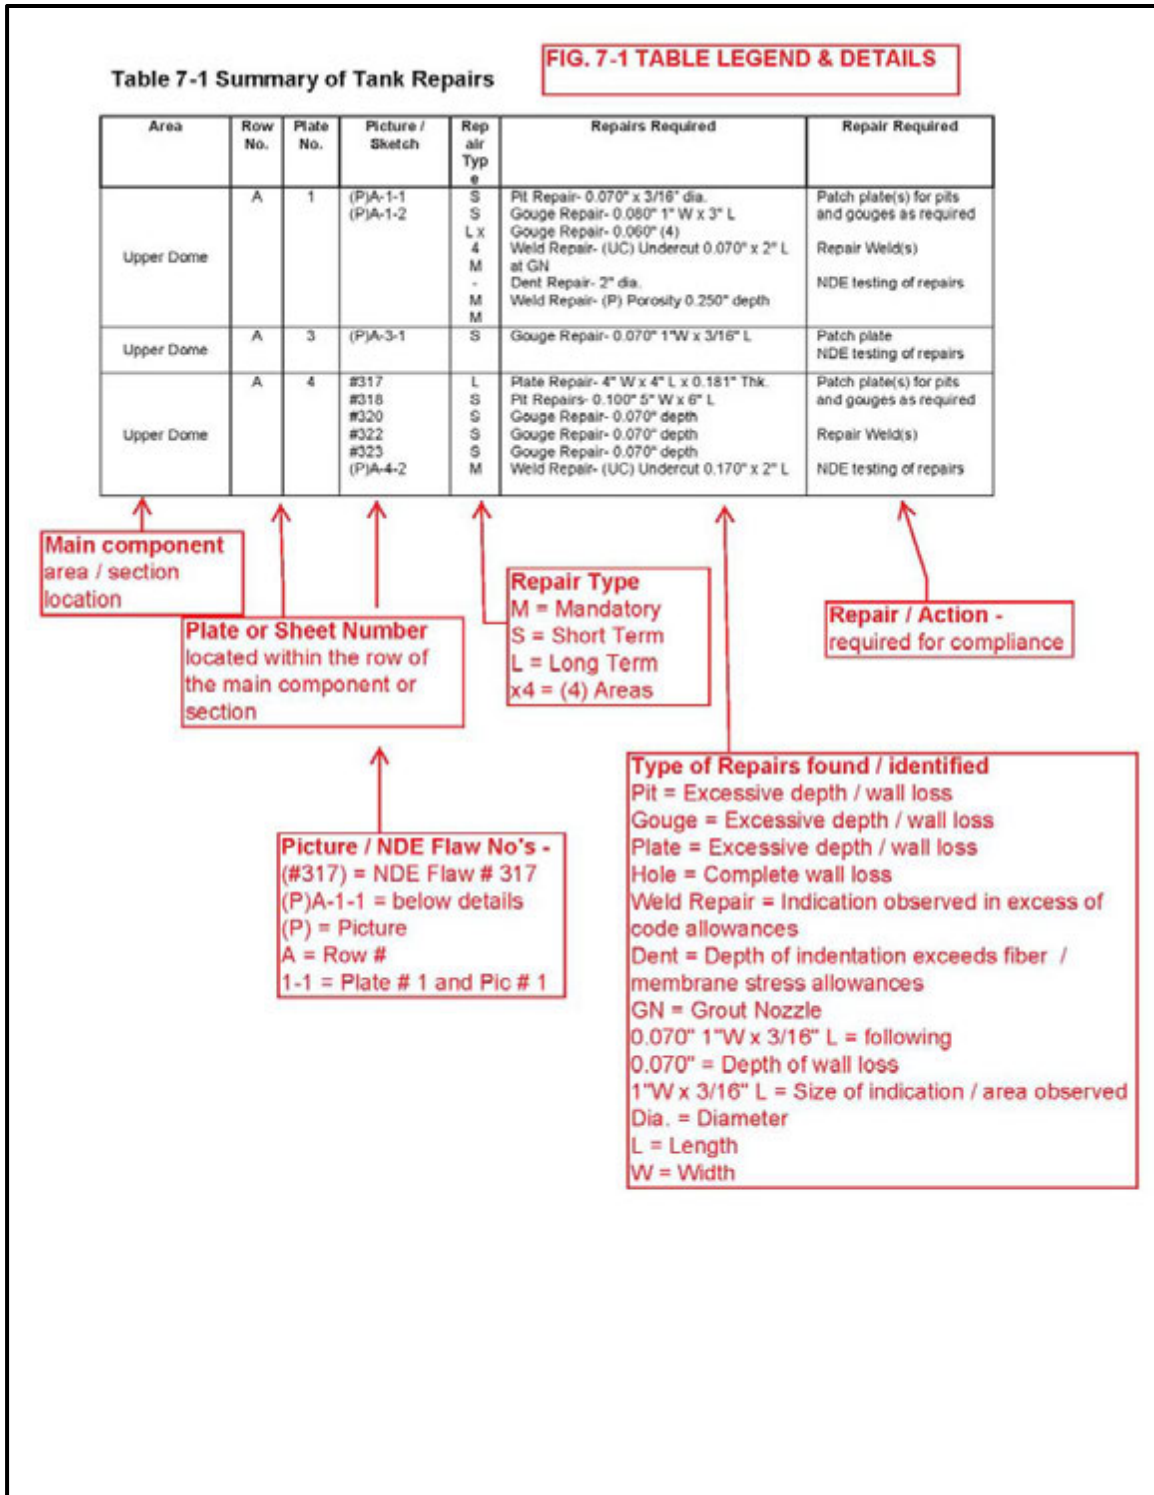 FIG. 7-1 TABLE LEGEND & DETAILS
Table 7-1 Summary of Tank Repairs
Area Row No. Plate No. Picture / Sketch Rep air Typ e Repairs Required Repair Required
Upper Dome
A
1
(P)A-1-1
(P)A-1-2
S
S
L x
4
M
-
M
M
Pit Repair- 0.070" x 3/16" dia.
Gouge Repair- 0.080" 1" W x 3" L
Gouge Repair- 0.060" (4)
Weld Repair- (UC) Undercut 0.070" x 2" L
at GN
Dent Repair- 2" dia.
Weld Repair- (P) Porosity 0.250" depth
Patch plate(s) for pits
and gouges as required
Repair Weld(s)
NDE testing of repairs
Upper Dome
A
3
(P)A-3-1
S
Gouge Repair- 0.070" 1"W x 3/16" L
Patch plate
NDE testing of repairs
Upper Dome
A
4
#317
#318
#320
#322
#323
(P)A-4-2
L
S
S
S
S
M
Plate Repair- 4" W x 4" L x 0.181" Thk.
Pit Repairs- 0.100" 5" W x 6" L
Gouge Repair- 0.070" depth
Gouge Repair- 0.070" depth
Gouge Repair- 0.070" depth
Weld Repair- (UC) Undercut 0.170" x 2" L
Patch plate(s) for pits
and gouges as required
Repair Weld(s)
NDE testing of repairs
Main component
area / section
location
Plate or Sheet Number
located within the row of
the main component or
section
Repair Type
M = Mandatory
S = Short Term
L = Long Term
x4 = (4) Areas
Repair / Action -
required for compliance
Picture / NDE Flaw No's -
(#317) = NDE Flaw # 317
(P)A-1-1 = below details
(P) = Picture
A = Row #
1-1 = Plate # 1 and Pic # 1
Type of Repairs found / identified
Pit = Excessive depth / wall loss
Gouge = Excessive depth / wall loss
Plate = Excessive depth / wall loss
Hole = Complete wall loss
Weld Repair = Indication observed in excess of
code allowances
Dent = Depth of indentation exceeds fiber /
membrane stress allowances
GN = Grout Nozzle
0.070" 1"W x 3/16" L = following
0.070" = Depth of wall loss
1"W x 3/16" L = Size of indication / area observed
Dia. = Diameter
L = Length
W = Width